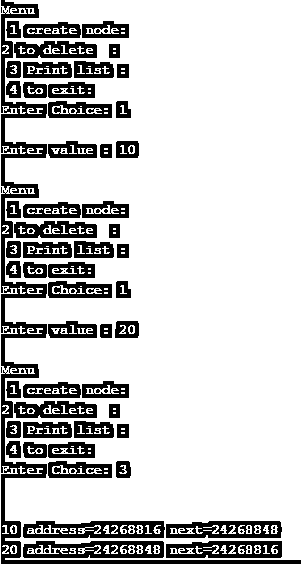 Menu
1 create node:
2 to delete :
3 Print list :
4 to exit:
Enter Choice: 1
Enter value : 10
Menu
1 create node:
2 to delete :
3 Print list :
4 to exit:
Enter Choice: 1
Enter value : 20
Menu
1 create node:
2 to delete :
3 Print list :
4 to exit:
Enter Choice: 3
10 address=24268816 next=24268848
20 address=24268848 next=24268816